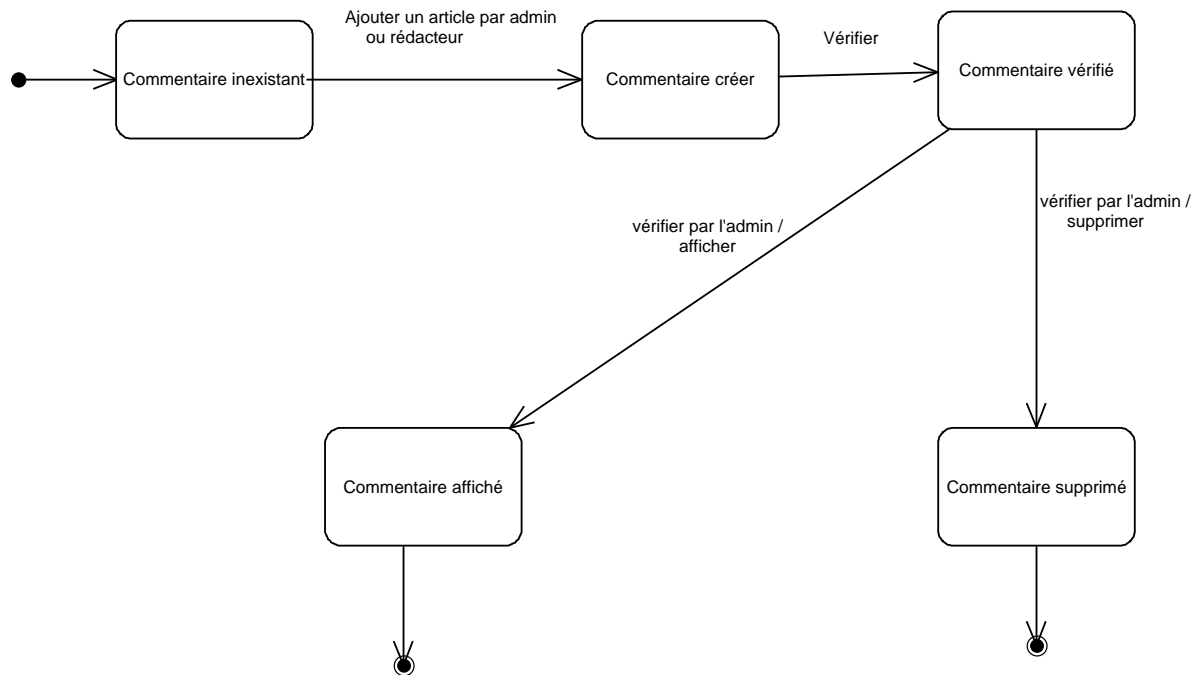 Ajouter un article par admin
ou rédacteur
Vérifier
Commentaire inexistant
Commentaire créer
Commentaire vérifié
vérifier par l'admin /
afficher
vérifier par l'admin /
supprimer
Commentaire affiché
Commentaire supprimé